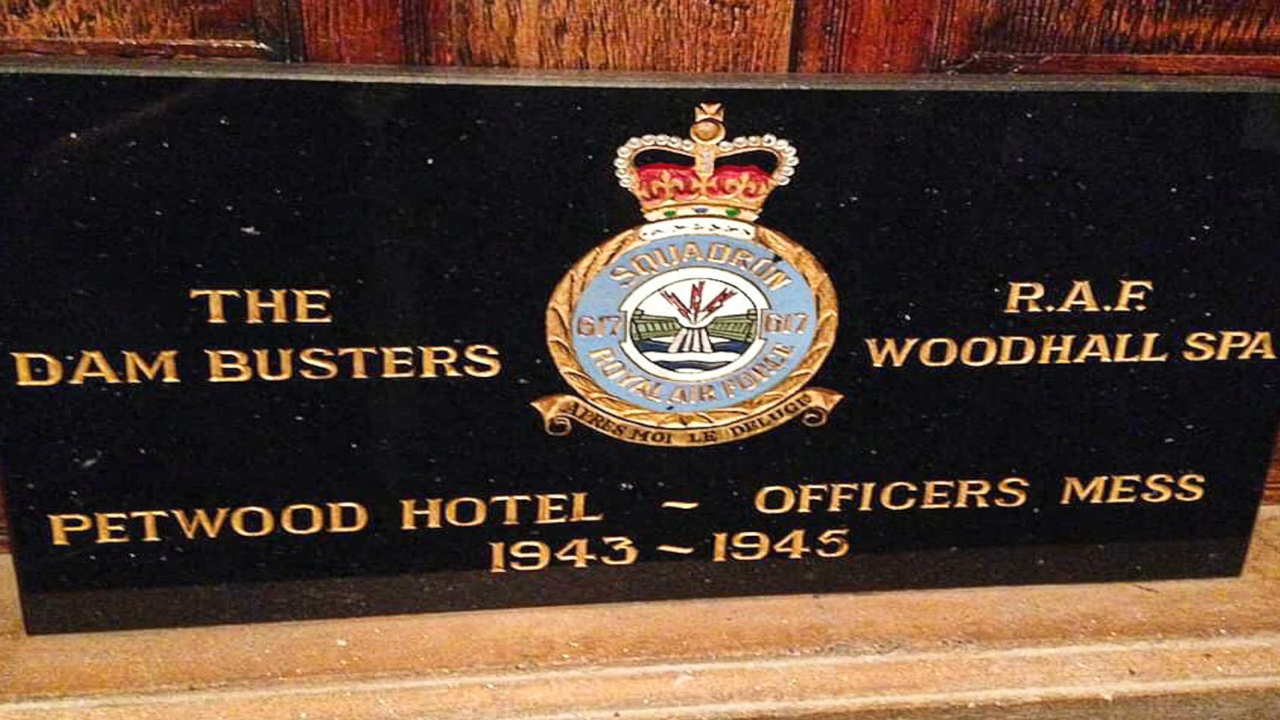 THE
DAM BUSTERS
SQUADRON
617 617
ROYAL AIR FORCE
APRES MOI LE DELUGE
R.A.F.
WOODHALL SPA
PETWOOD HOTEL ~ OFFICERS MESS
1943 ~ 1945